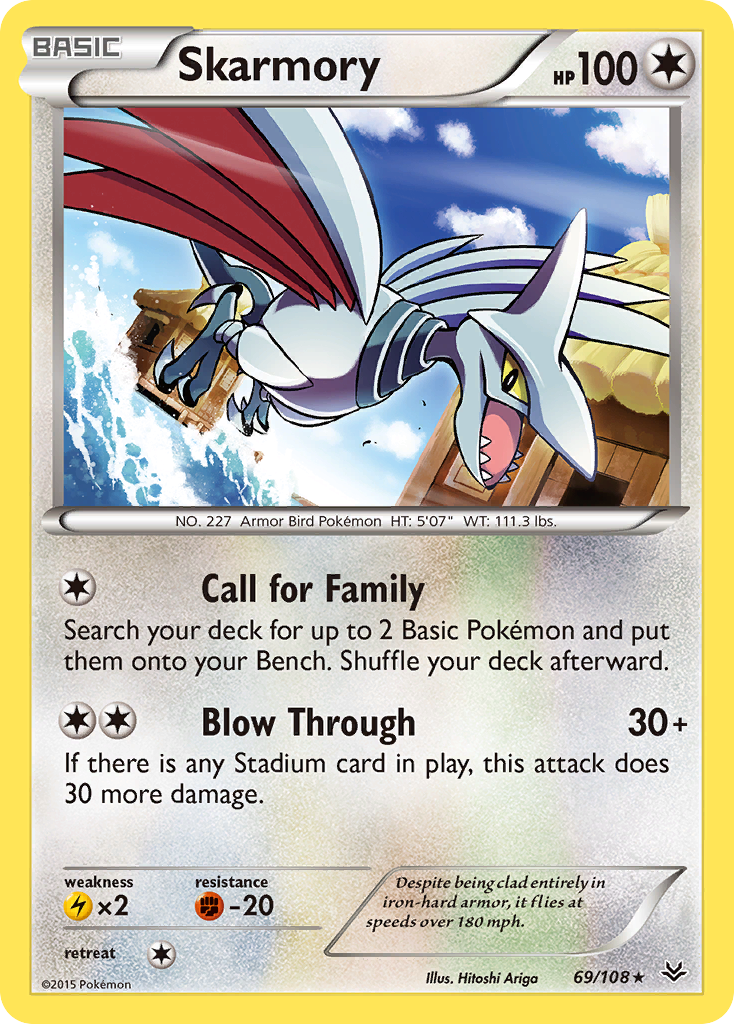 BASIC
Skarmory
HP100
NO. 227 Armor Bird Pokémon HT: 5'07" WT: 111.3 lbs.
Call for Family
Search your deck for up to 2 Basic Pokémon and put
them onto your Bench. Shuffle your deck afterward.
Blow Through 30+
If there is any Stadium card in play, this attack does
30 more damage.
weakness
×2
resistance
-20
retreat
Despite being clad entirely in
iron-hard armor, it flies at
speeds over 180 mph.
©2015 Pokémon
Illus. Hitoshi Ariga
69/108★